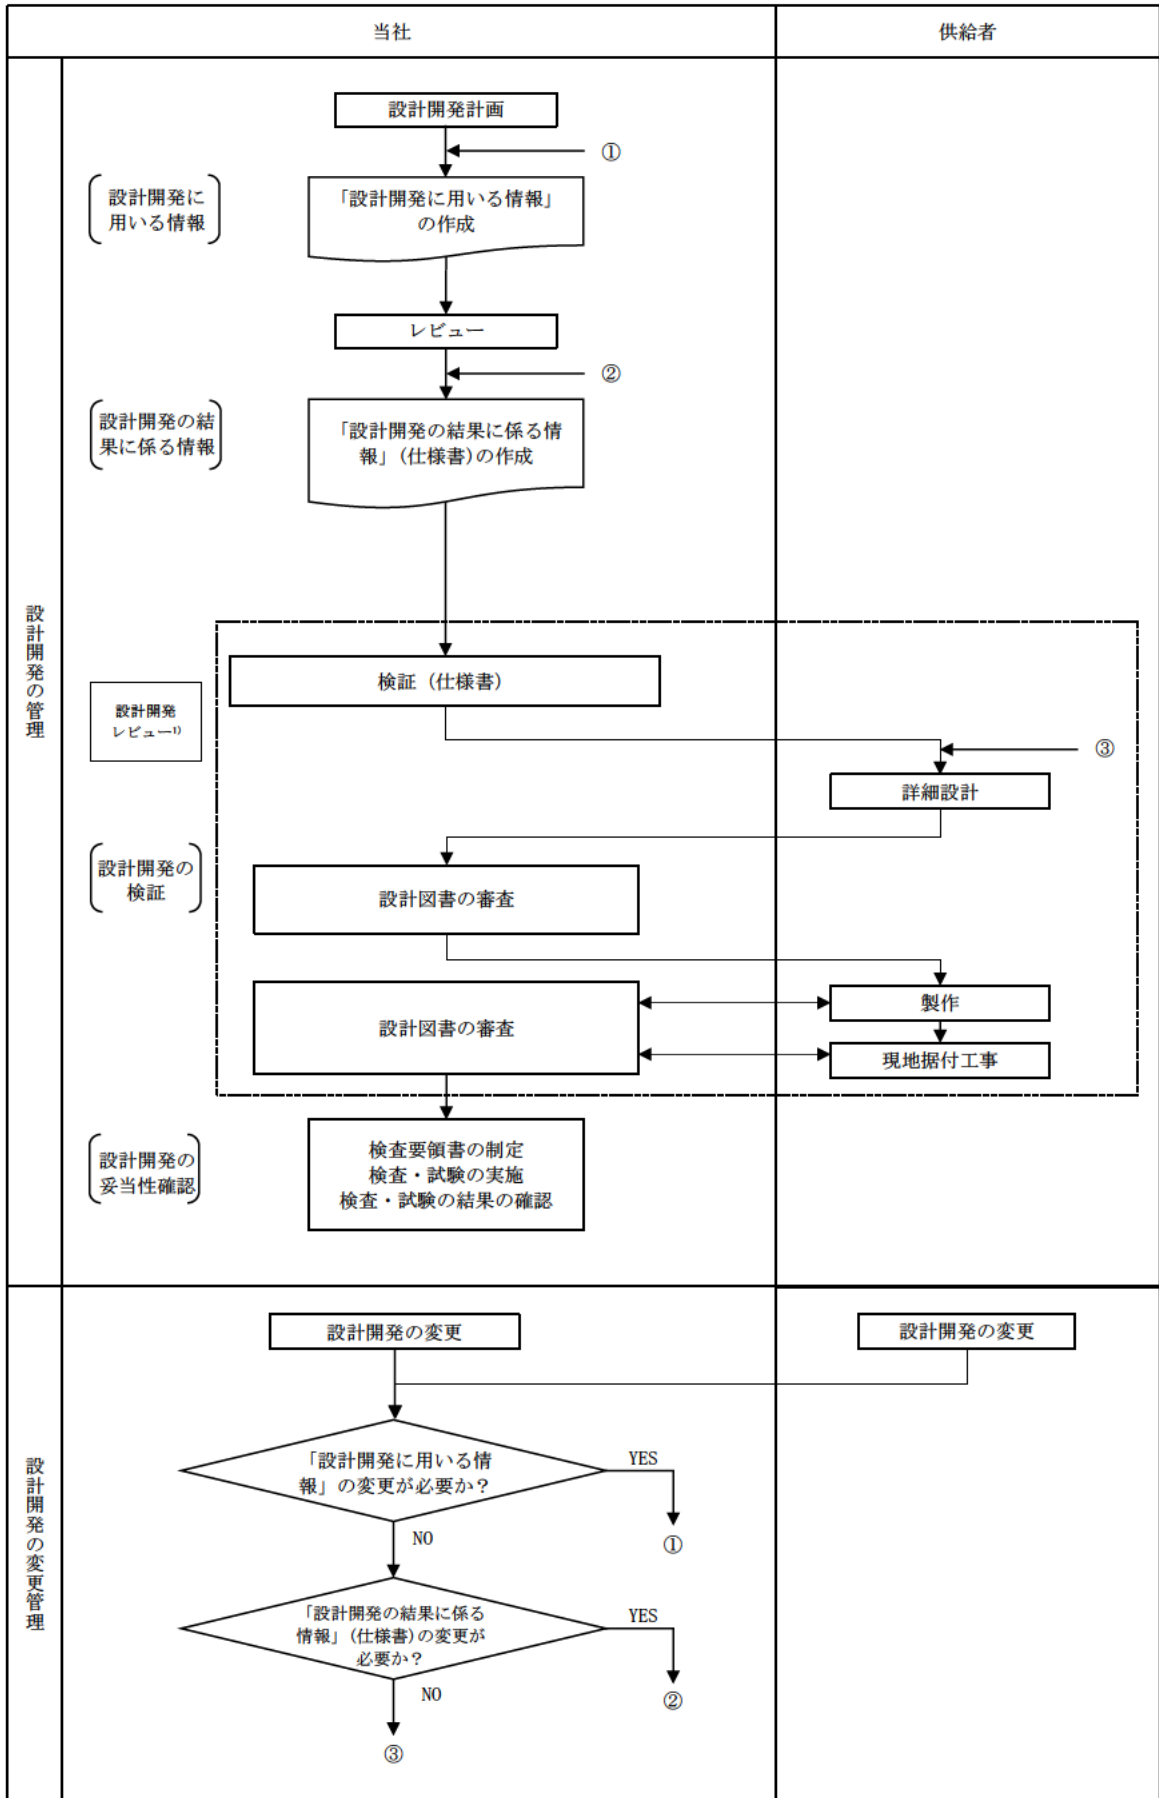 当社
供給者
設計開発の管理
設計開発計画
①
設計開発に
用いる情報
「設計開発に用いる情報」
の作成
レビュー
②
設計開発の結
果に係る情報
「設計開発の結果に係る情
報」(仕様書)の作成
検証（仕様書）
設計開発
レビュー¹⁾
③
詳細設計
設計開発の
検証
設計図書の審査
設計図書の審査
製作
現地据付工事
設計開発の
妥当性確認
検査要領書の制定
検査・試験の実施
検査・試験の結果の確認
設計開発の変更管理
設計開発の変更
設計開発の変更
「設計開発に用いる情
報」の変更が必要か？
YES
①
NO
「設計開発の結果に係る
情報」(仕様書)の変更が
必要か？
YES
②
NO
③